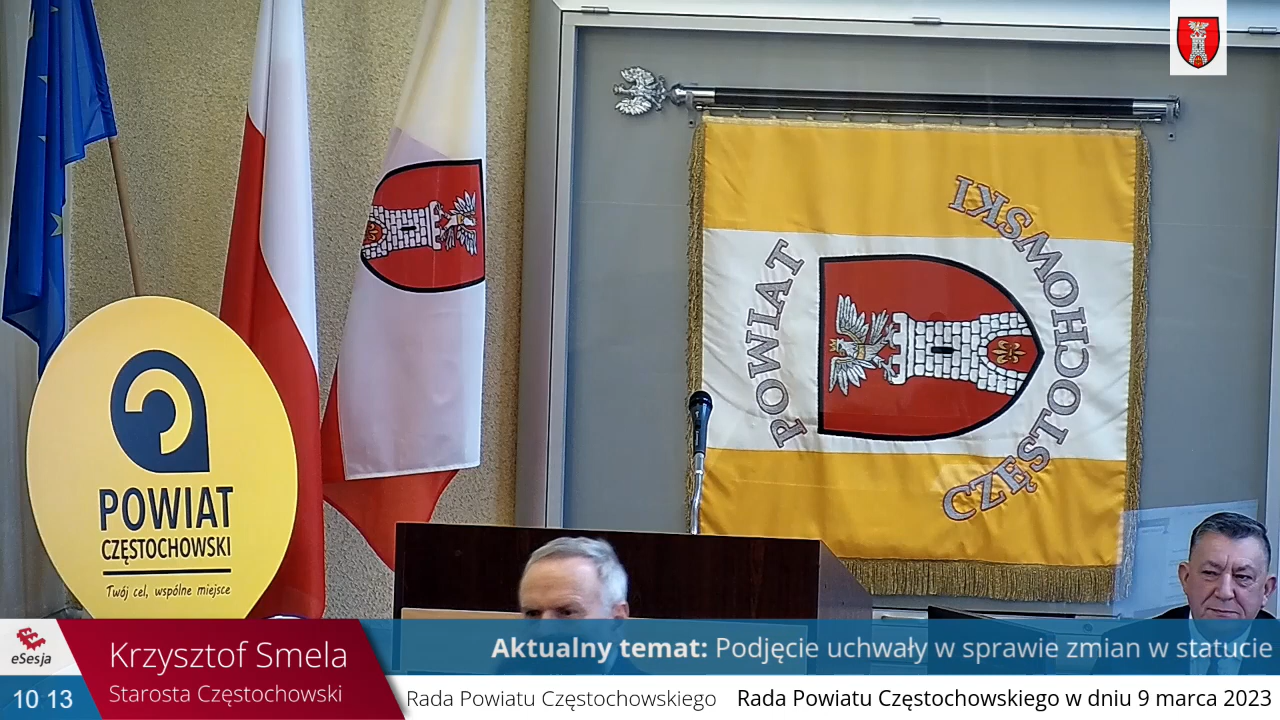 POWIAT
CZĘSTOCHOWSKI
POWIAT
CZĘSTOCHOWSKI
Twój cel, wspólne miejsce
eSesja
10 13
Krzysztof Smela
Starosta Częstochowski
Aktualny temat: Podjęcie uchwały w sprawie zmian w statucie
Rada Powiatu Częstochowskiego
Rada Powiatu Częstochowskiego w dniu 9 marca 2023